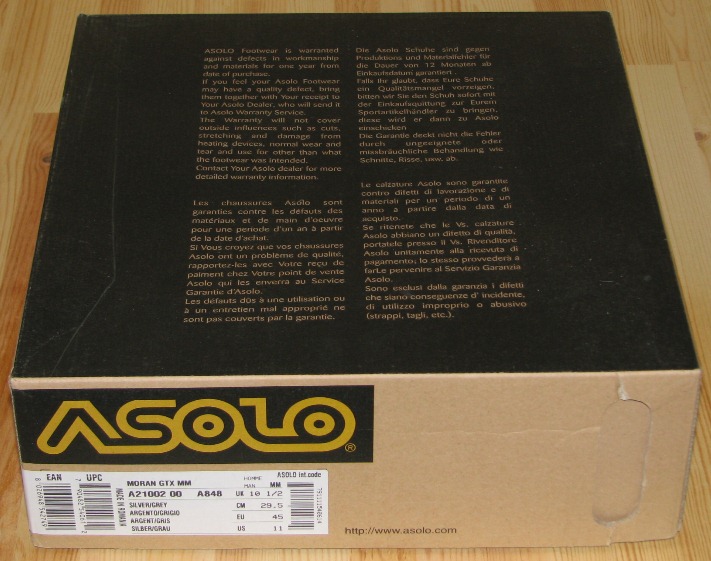 ASOLO Footwear is warranted
against defects in workmanship
and materials for one year from
date of purchase.
If you feel your Asolo Footwear
may have a quality defect, bring
them together with Your receipt to
Your Asolo Dealer, who will send it
to Asolo Warranty Service.
The Warranty will not cover
outside influences such as cuts,
stretching and damage from
heating devices, normal wear and
tear and use for other than what
the footwear was intended.
Contact Your Asolo dealer for more
detailed warranty information.
Die Asolo Schuhe sind gegen
Produktions und Materialfehler für
die Dauer von 12 Monaten ab
Einkaufsdatum garantiert .
Falls Ihr glaubt, dass Eure Schuhe
ein Qualitätsmangel vorzeigen,
bitten wir Sie den Schuh sofort mit
der Einkaufsquittung zur Eurem
Sportartikelhändler zu bringen,
diese wird er dann zu Asolo
einschicken
Die Garantie deckt nicht die Fehler
durch ungeeignete oder
missbräuchliche Behandlung wie
Schnitte, Risse, usw. ab.
Les chaussures Asolo sont
garanties contre les défauts des
matériaux et de main d'oeuvre
pour une periode d'un an à partir
de la date d'achat.
Si Vous croyez que vos chaussures
Asolo ont un problème de qualité,
rapportez-les avec Votre reçu de
paiment chez Votre point de vente
Asolo qui les enverra au Service
Garantie d'Asolo.
Les défauts dûs à une utilisation ou
à un entretien mal approprié ne
sont pas couverts par la garantie.
Le calzature Asolo sono garantite
contro difetti di lavorazione e di
materiali per un periodo di un
anno a partire dalla data di
acquisto.
Se ritenete che le Vs. calzature
Asolo abbiano un difetto di qualità,
portatele presso il Vs. Rivenditore
Asolo unitamente alla ricevuta di
pagamento; lo stesso provvederà a
farLe pervenire al Servizio Garanzia
Asolo.
Sono esclusi dalla garanzia i difetti
che siano conseguenze d' incidente,
di utilizzo improprio o abusivo
(strappi, tagli, etc.).
ASOLO®
EAN UPC
MORAN GTX MM
HOMME
MAN MM
ASOLO int.code
A21002 00 A848
MADE IN ROMANIA
SILVER/GREY
ARGENTO/GRIGIO
ARGENT/GRIS
SILBER/GRAU
UK 10 1/2
CM 29.5
EU 45
US 11
http://www.asolo.com